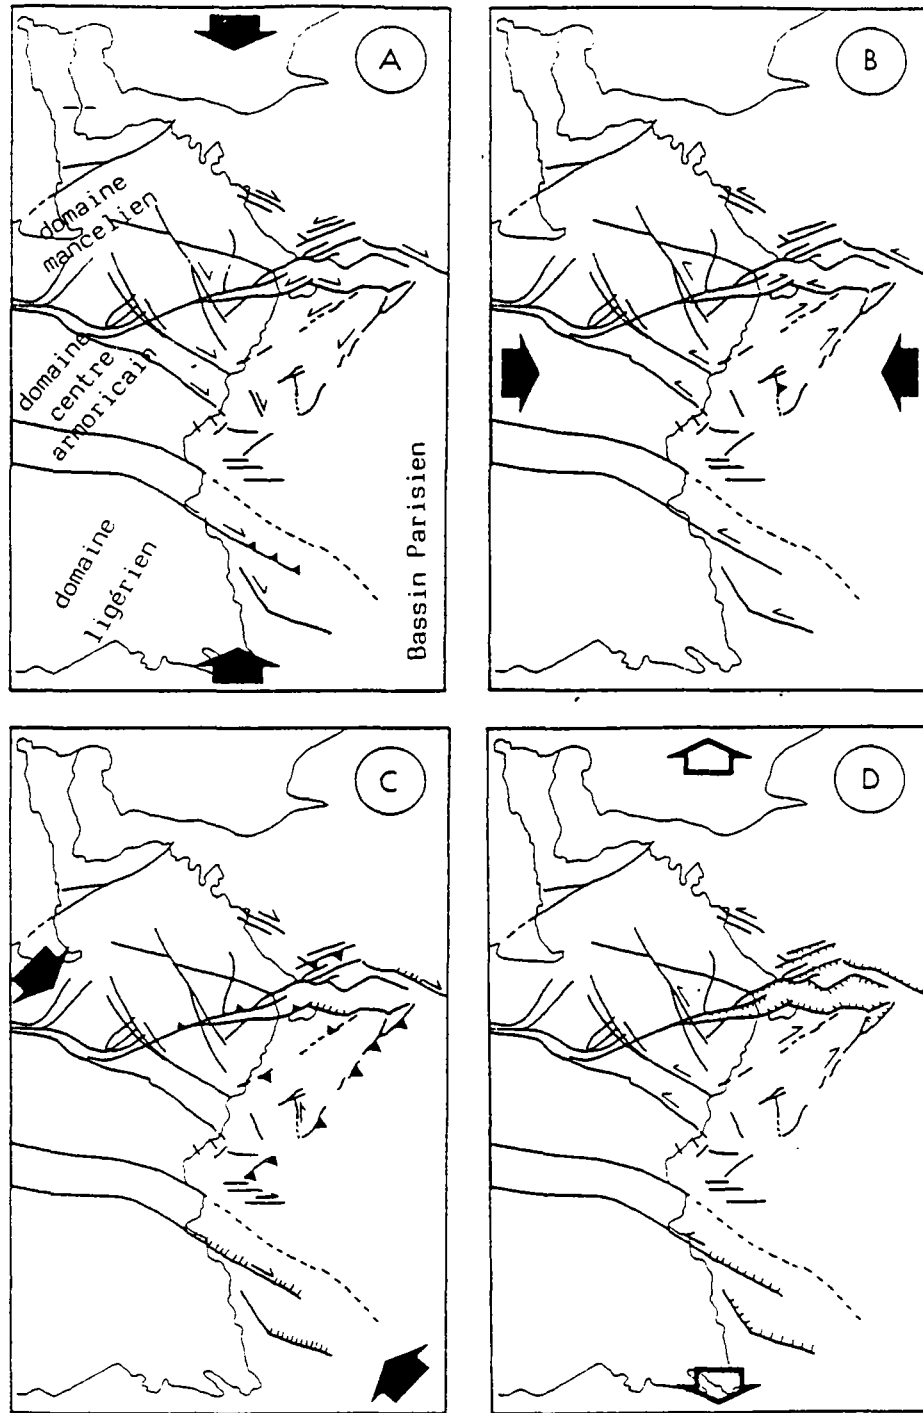 A
domaine
mancelien
domaine
centre
armoricain
domaine
ligérien
Bassin Parisien
B
C
D